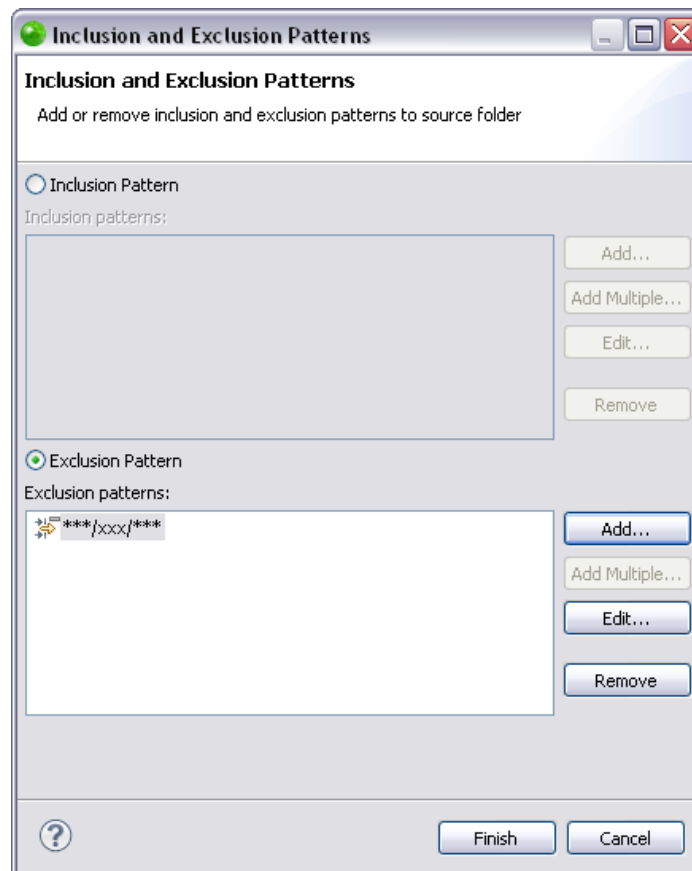 Inclusion and Exclusion Patterns
Inclusion and Exclusion Patterns
Add or remove inclusion and exclusion patterns to source folder
Inclusion Pattern
Inclusion patterns:
Add...
Add Multiple...
Edit...
Remove
Exclusion Pattern
Exclusion patterns:
***/xxx/***
Add...
Add Multiple...
Edit...
Remove
?
Finish
Cancel